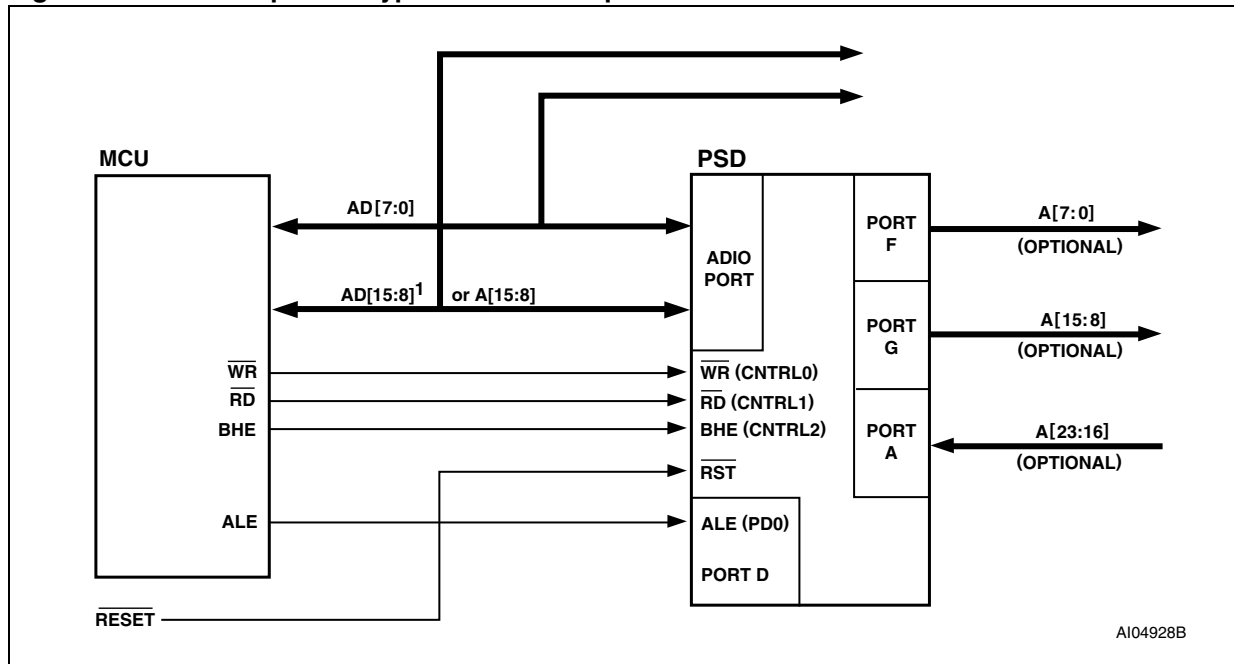 MCU
PSD
AD[7:0]
AD[15:8]1 or A[15:8]
ADIO
PORT
PORT
F
A[7:0]
(OPTIONAL)
PORT
G
A[15:8]
(OPTIONAL)
PORT
A
A[23:16]
(OPTIONAL)
WR
WR (CNTRL0)
RD
RD (CNTRL1)
BHE
BHE (CNTRL2)
RST
ALE
ALE (PD0)
PORT D
RESET
AI04928B